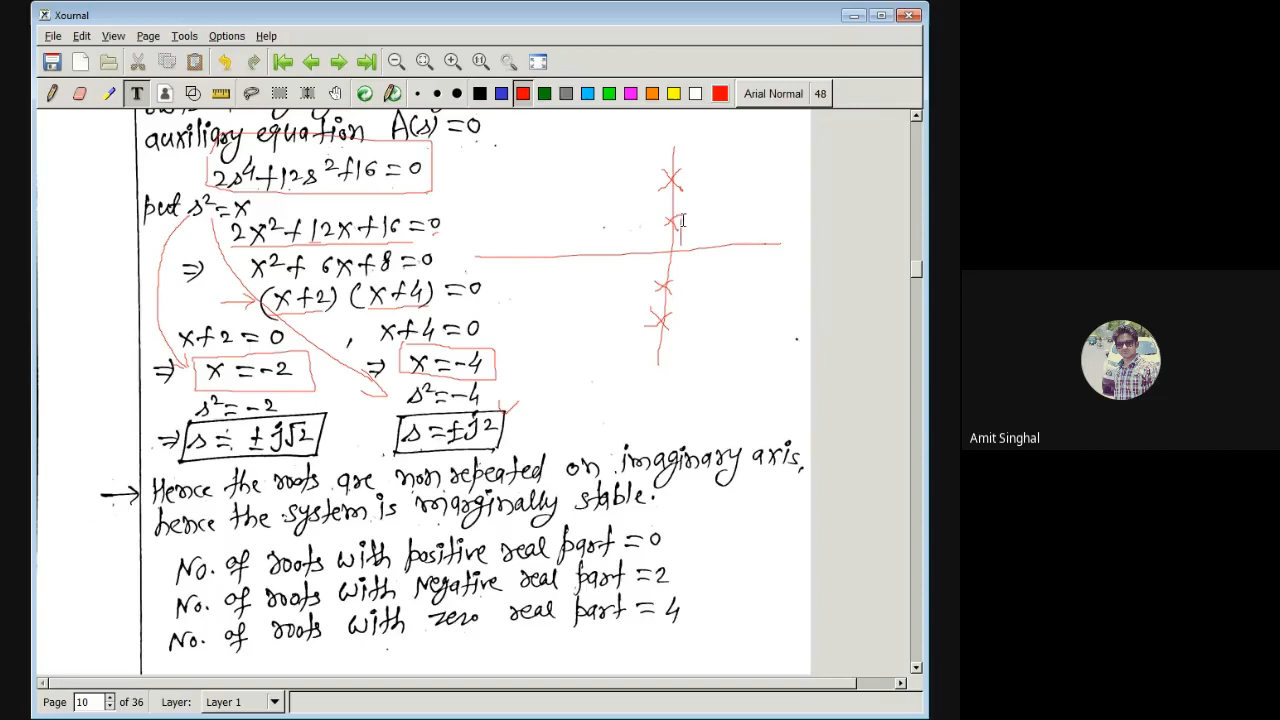 Xournal
File Edit View Page Tools Options Help
T Arial Normal 48
auxiliary equation A(s) = 0
2s⁴+12s²+16 = 0
put s² = x
2x²+12x+16 = 0
⇒ x²+ 6x+8 = 0
→ (x+2) (x+4) = 0
x+2 = 0 , x+4 = 0
⇒ x = -2 ⇒ x = -4
s² = -2 s² = -4
⇒ s = ± j√2 s = ± j2
→ Hence the roots are non repeated on imaginary axis,
hence the system is marginally stable.
No. of roots with positive real part = 0
No. of roots with negative real part = 2
No. of roots with zero real part = 4
Page 10 of 36 Layer: Layer 1
Amit Singhal